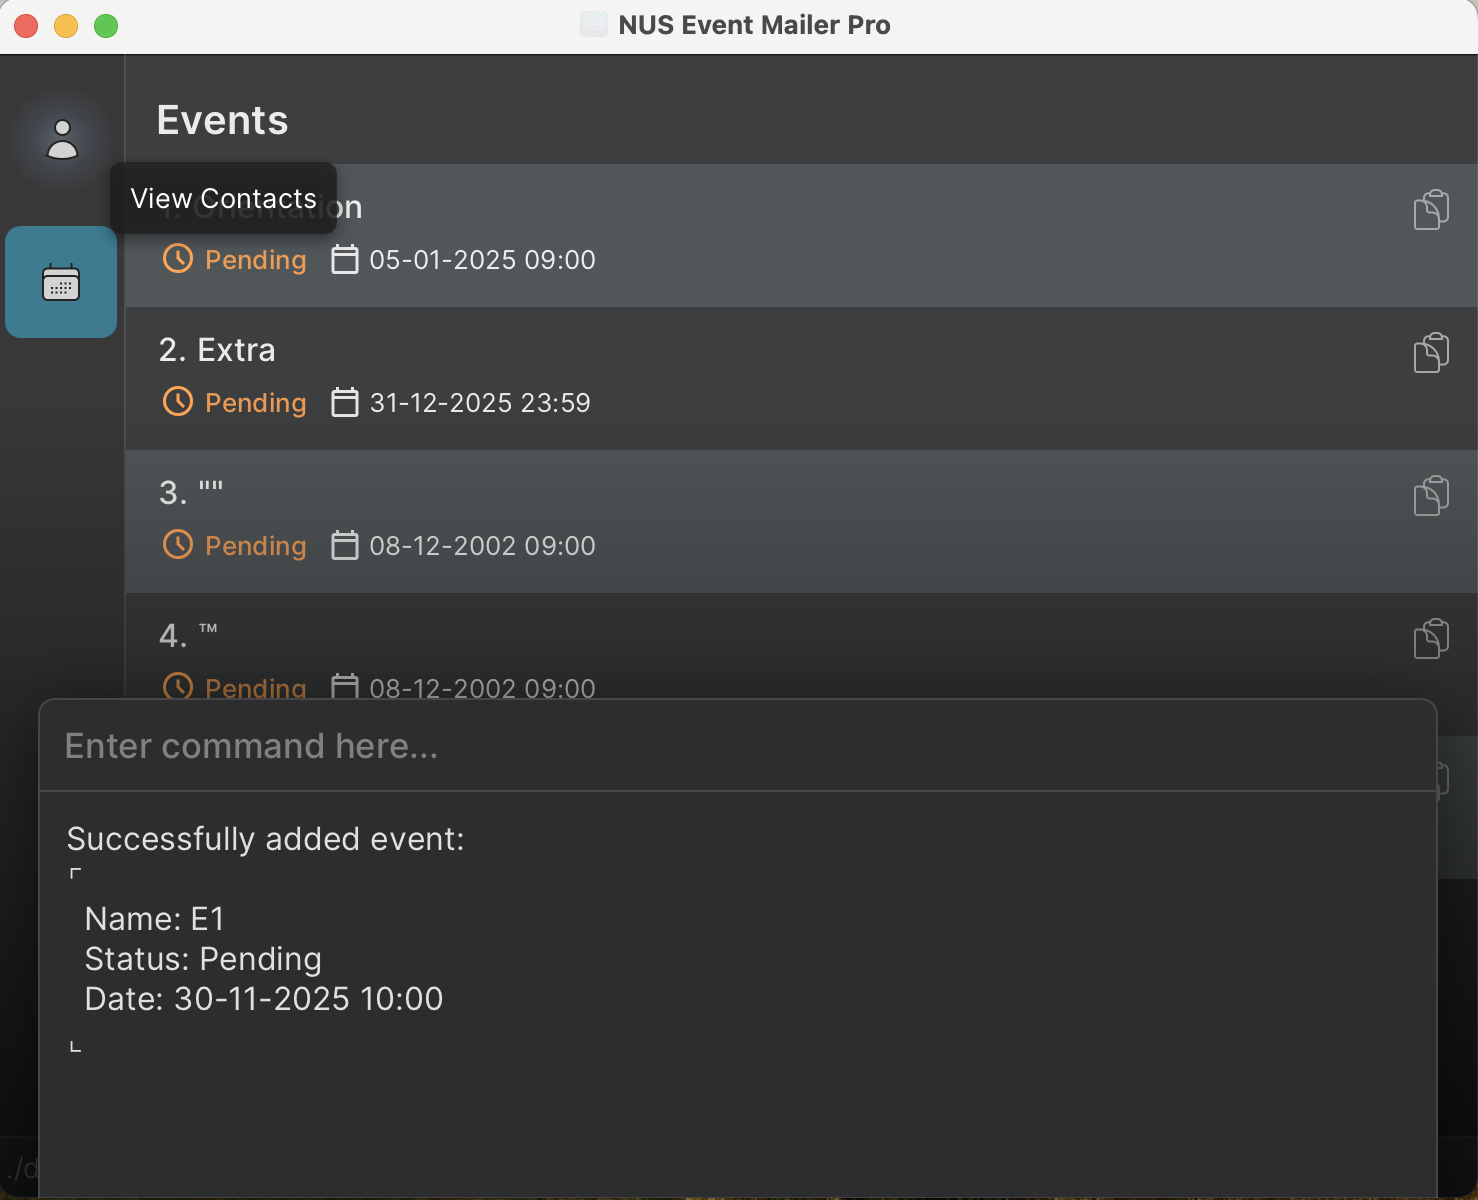 NUS Event Mailer Pro
Events
View Contacts
1. Orientation
Pending 05-01-2025 09:00
2. Extra
Pending 31-12-2025 23:59
3. ""
Pending 08-12-2002 09:00
4. ™
Pending 08-12-2002 09:00
Enter command here...
Successfully added event:
⌜
Name: E1
Status: Pending
Date: 30-11-2025 10:00
⌞
./d